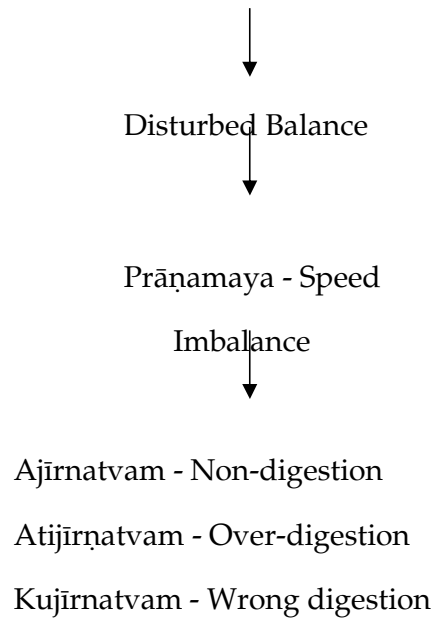 Disturbed Balance
Prāṇamaya - Speed
Imbalance
Ajīrnatvam - Non-digestion
Atijīrṇatvam - Over-digestion
Kujīrnatvam - Wrong digestion